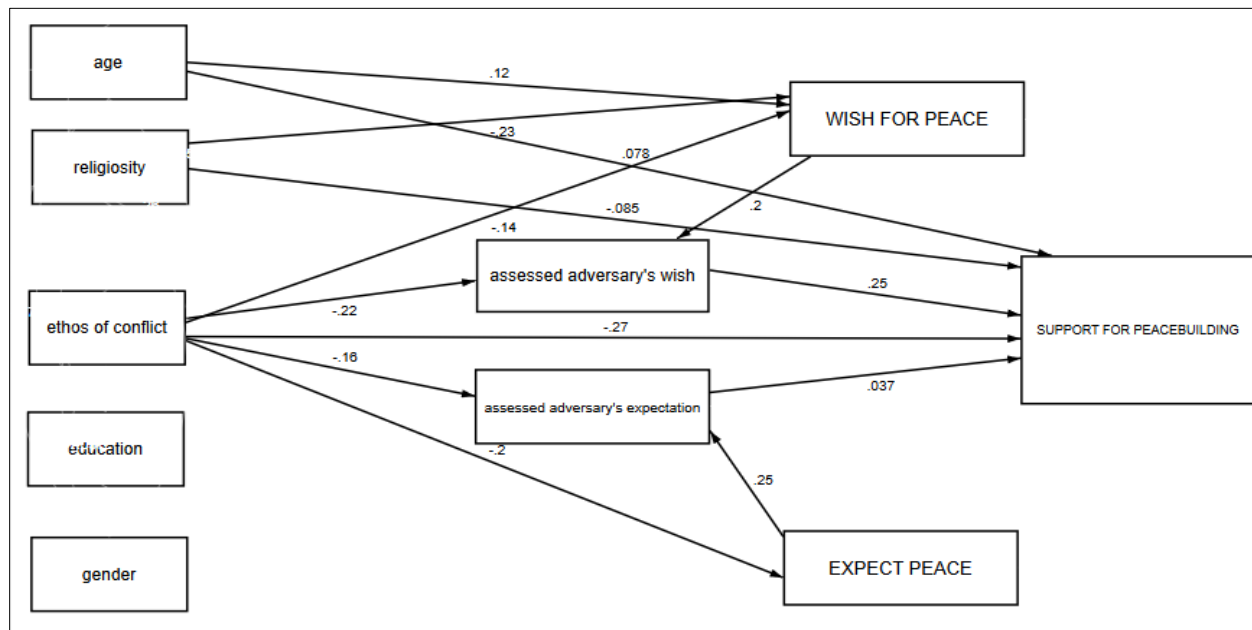 age
.12
WISH FOR PEACE
religiosity
-.23
.078
-.085
.2
-.14
assessed adversary's wish
.25
ethos of conflict
-.22
-.27
SUPPORT FOR PEACEBUILDING
-.16
.037
assessed adversary's expectation
education
-.2
.25
EXPECT PEACE
gender